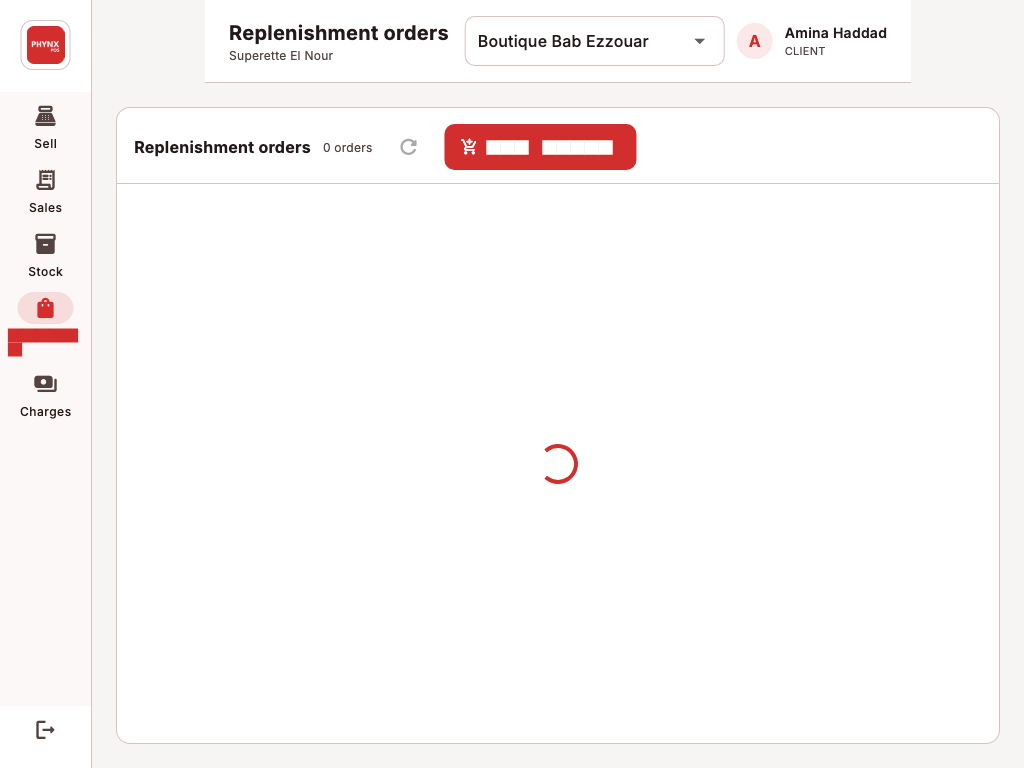 PHYNX
POS
Replenishment orders
Superette El Nour
Boutique Bab Ezzouar
A
Amina Haddad
CLIENT
Sell
Sales
Stock
Charges
Replenishment orders
0 orders